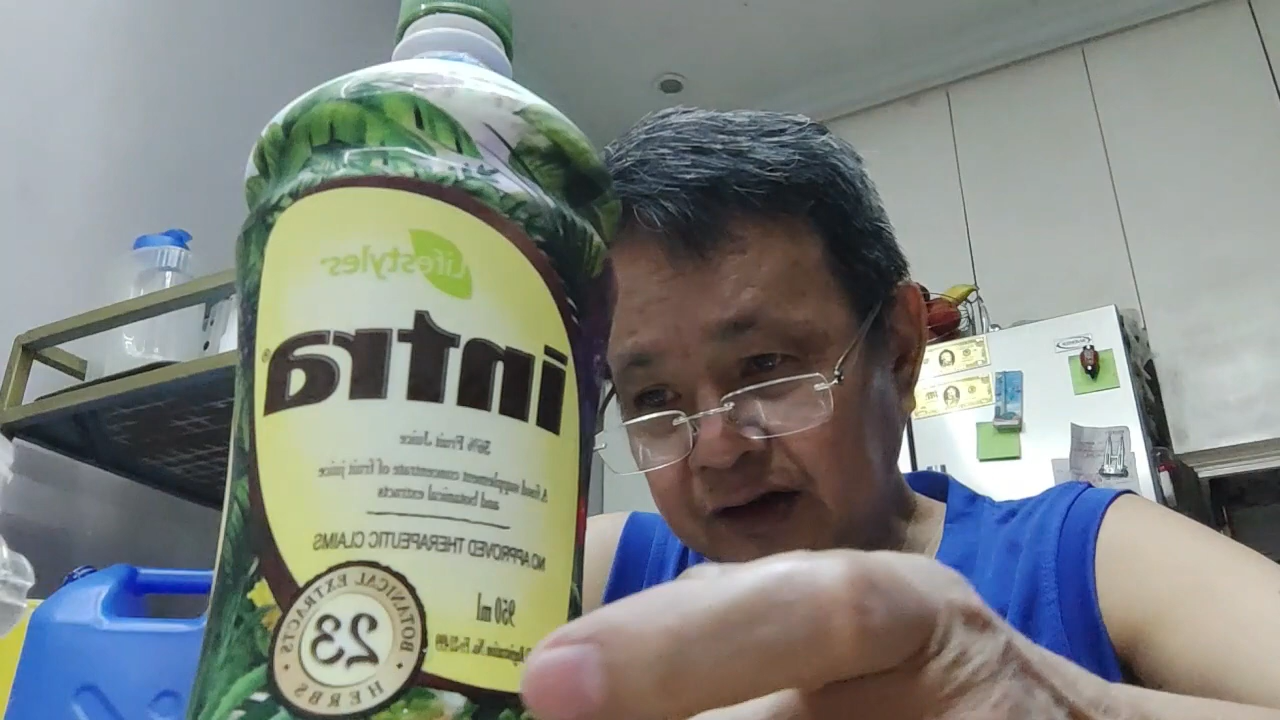 Lifestyles®
intra®
56% Fruit Juice
A food supplement concentrate of fruit juice
and botanical extracts
NO APPROVED THERAPEUTIC CLAIMS
950 ml
BOTANICAL EXTRACTS
23
HERBS